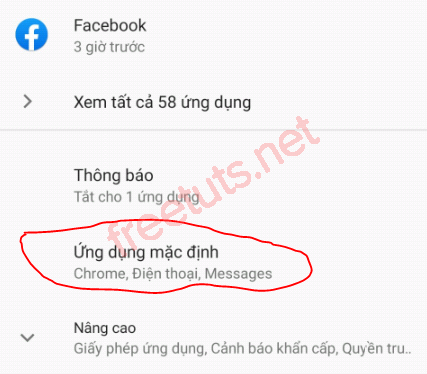 Facebook
3 giờ trước
Xem tất cả 58 ứng dụng
Thông báo
Tắt cho 1 ứng dụng
Ứng dụng mặc định
Chrome, Điện thoại, Messages
Nâng cao
Giấy phép ứng dụng, Cảnh báo khẩn cấp, Quyền tru..
freetuts.net